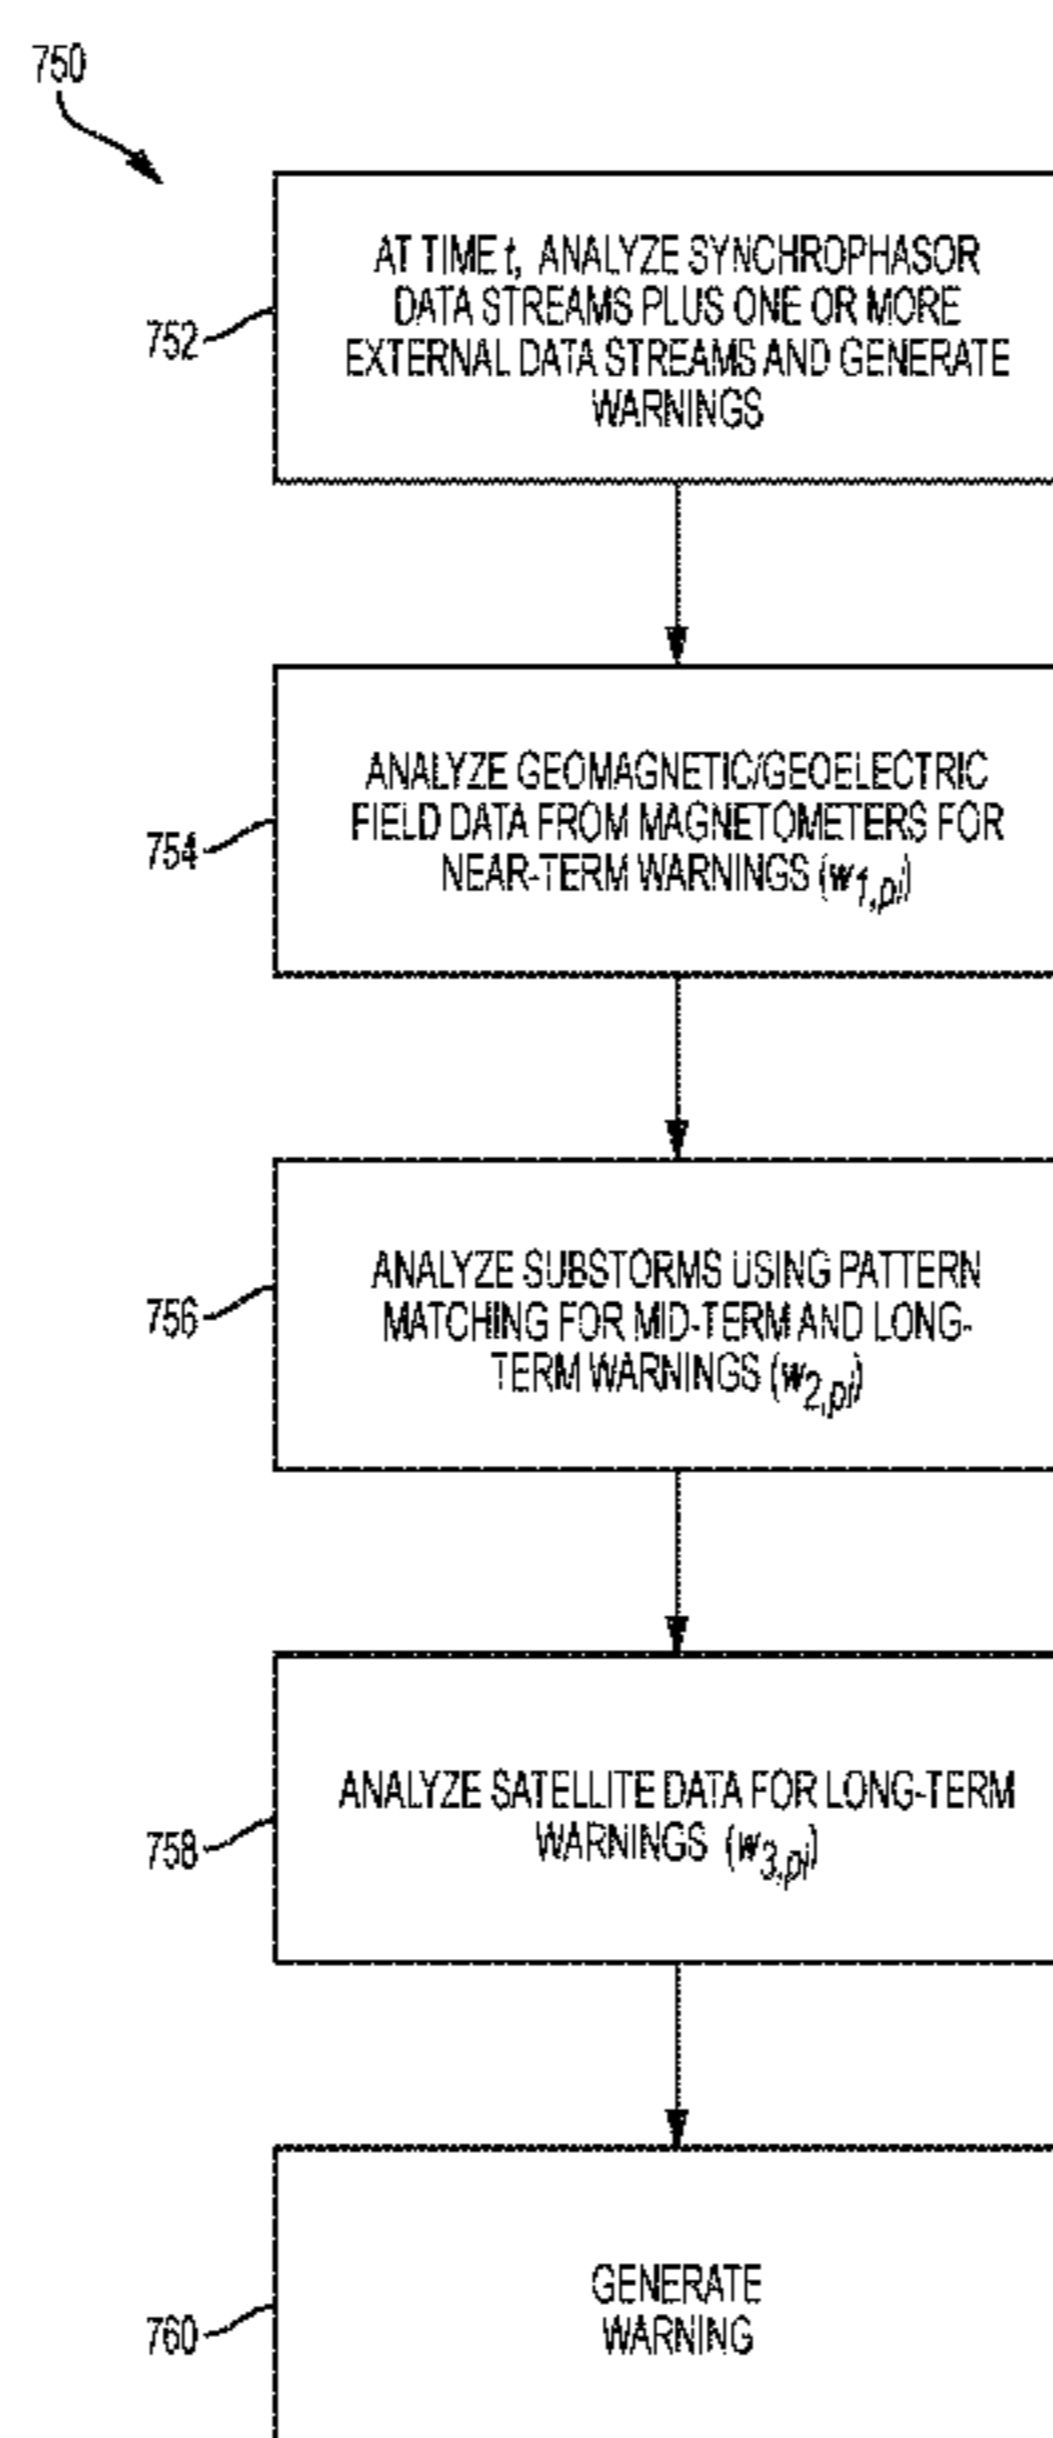 750
752
AT TIME t, ANALYZE SYNCHROPHASOR
DATA STREAMS PLUS ONE OR MORE
EXTERNAL DATA STREAMS AND GENERATE
WARNINGS
754
ANALYZE GEOMAGNETIC/GEOELECTRIC
FIELD DATA FROM MAGNETOMETERS FOR
NEAR-TERM WARNINGS (w1,pi)
756
ANALYZE SUBSTORMS USING PATTERN
MATCHING FOR MID-TERM AND LONG-
TERM WARNINGS (w2,pi)
758
ANALYZE SATELLITE DATA FOR LONG-TERM
WARNINGS (w3,pi)
760
GENERATE
WARNING